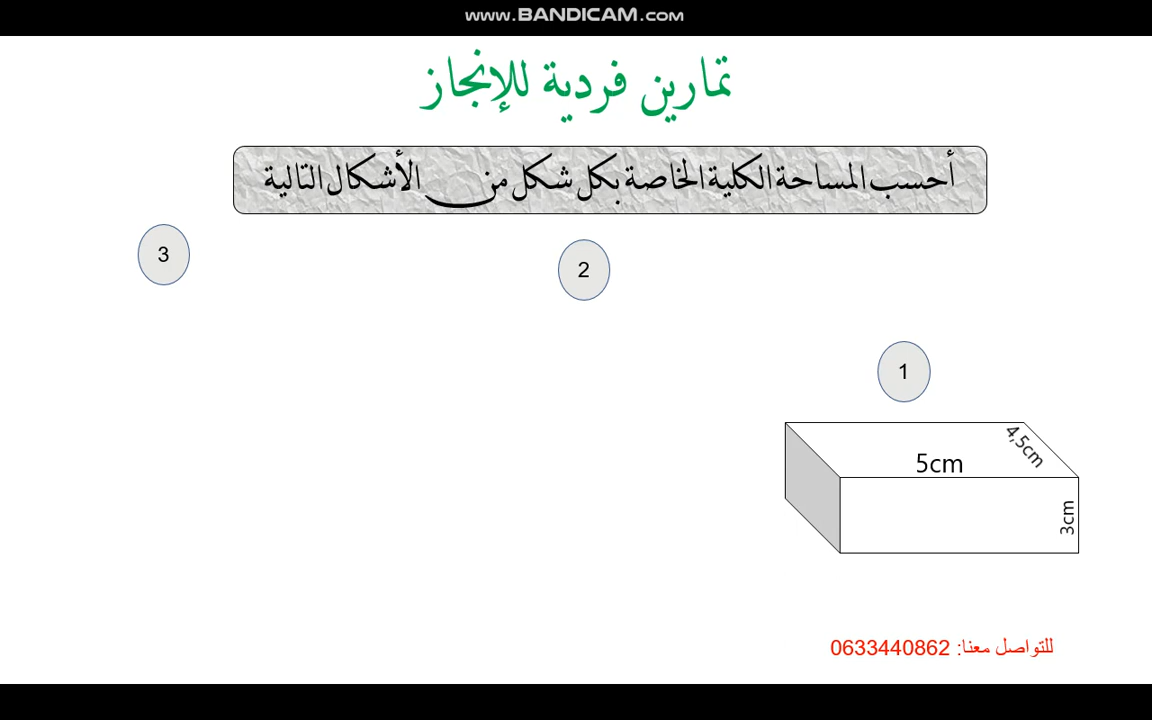 www.BANDICAM.com
تمارين فردية للإنجاز
أحسب المساحة الكلية الخاصة بكل شكل من الأشكال التالية
3
2
1
4,5cm
5cm
3cm
للتواصل معنا: 0633440862